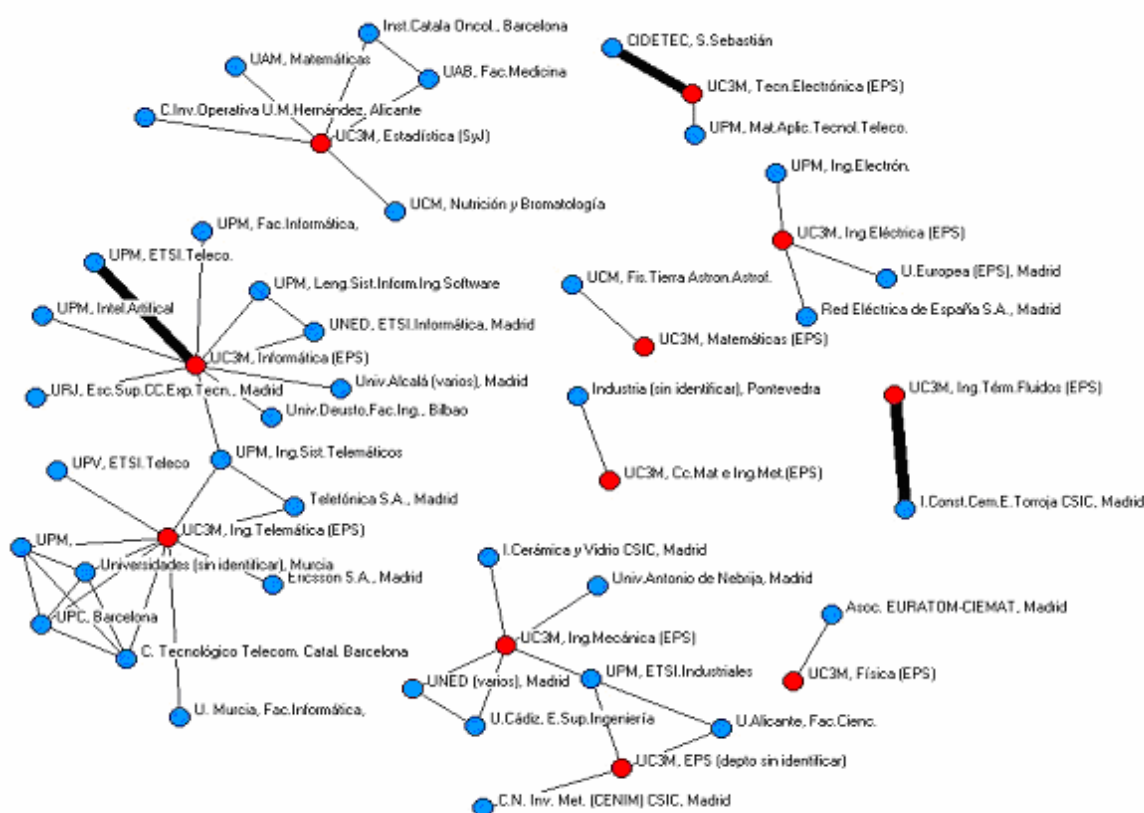 Inst.Catala Oncol., Barcelona
CIDETEC, S.Sebastián
UAM, Matemáticas
UAB, Fac.Medicina
UC3M, Tecn.Electrónica (EPS)
C.Inv.Operativa U.M.Hernández, Alicante
UC3M, Estadística (SyJ)
UPM, Mat.Aplic.Tecnol.Teleco.
UPM, Ing.Electrón.
UCM, Nutrición y Bromatología
UPM, Fac.Informática,
UC3M, Ing.Eléctrica (EPS)
UPM, ETSI.Teleco.
UCM, Fis.Tierra Astron.Astrof.
U.Europea (EPS), Madrid
UPM, Leng.Sist.Inform.Ing.Software
UPM, Intel.Artifical
Red Eléctrica de España S.A., Madrid
UNED, ETSI.Informática, Madrid
UC3M, Matemáticas (EPS)
UC3M, Informática (EPS)
Univ.Alcalá (varios), Madrid
Industria (sin identificar), Pontevedra
UC3M, Ing.Térm.Fluidos (EPS)
URJ, Esc.Sup.CC.Exp.Tecn., Madrid
Univ.Deusto,Fac.Ing., Bilbao
UPM, Ing.Sist.Telemáticos
UPV, ETSI.Teleco
UC3M, Cc.Mat e Ing.Met.(EPS)
Telefónica S.A., Madrid
I.Const.Cem.E.Torroja CSIC, Madrid
UC3M, Ing.Telemática (EPS)
UPM,
I.Cerámica y Vidrio CSIC, Madrid
Universidades (sin identificar), Murcia
Ericsson S.A., Madrid
Univ.Antonio de Nebrija, Madrid
Asoc. EURATOM-CIEMAT, Madrid
UPC, Barcelona
UC3M, Ing.Mecánica (EPS)
C. Tecnológico Telecom. Catal. Barcelona
UPM, ETSI.Industriales
UC3M, Física (EPS)
UNED (varios), Madrid
U. Murcia, Fac.Informática,
U.Cádiz, E.Sup.Ingeniería
U.Alicante, Fac.Cienc.
UC3M, EPS (depto sin identificar)
C.N. Inv. Met. (CENIM) CSIC, Madrid